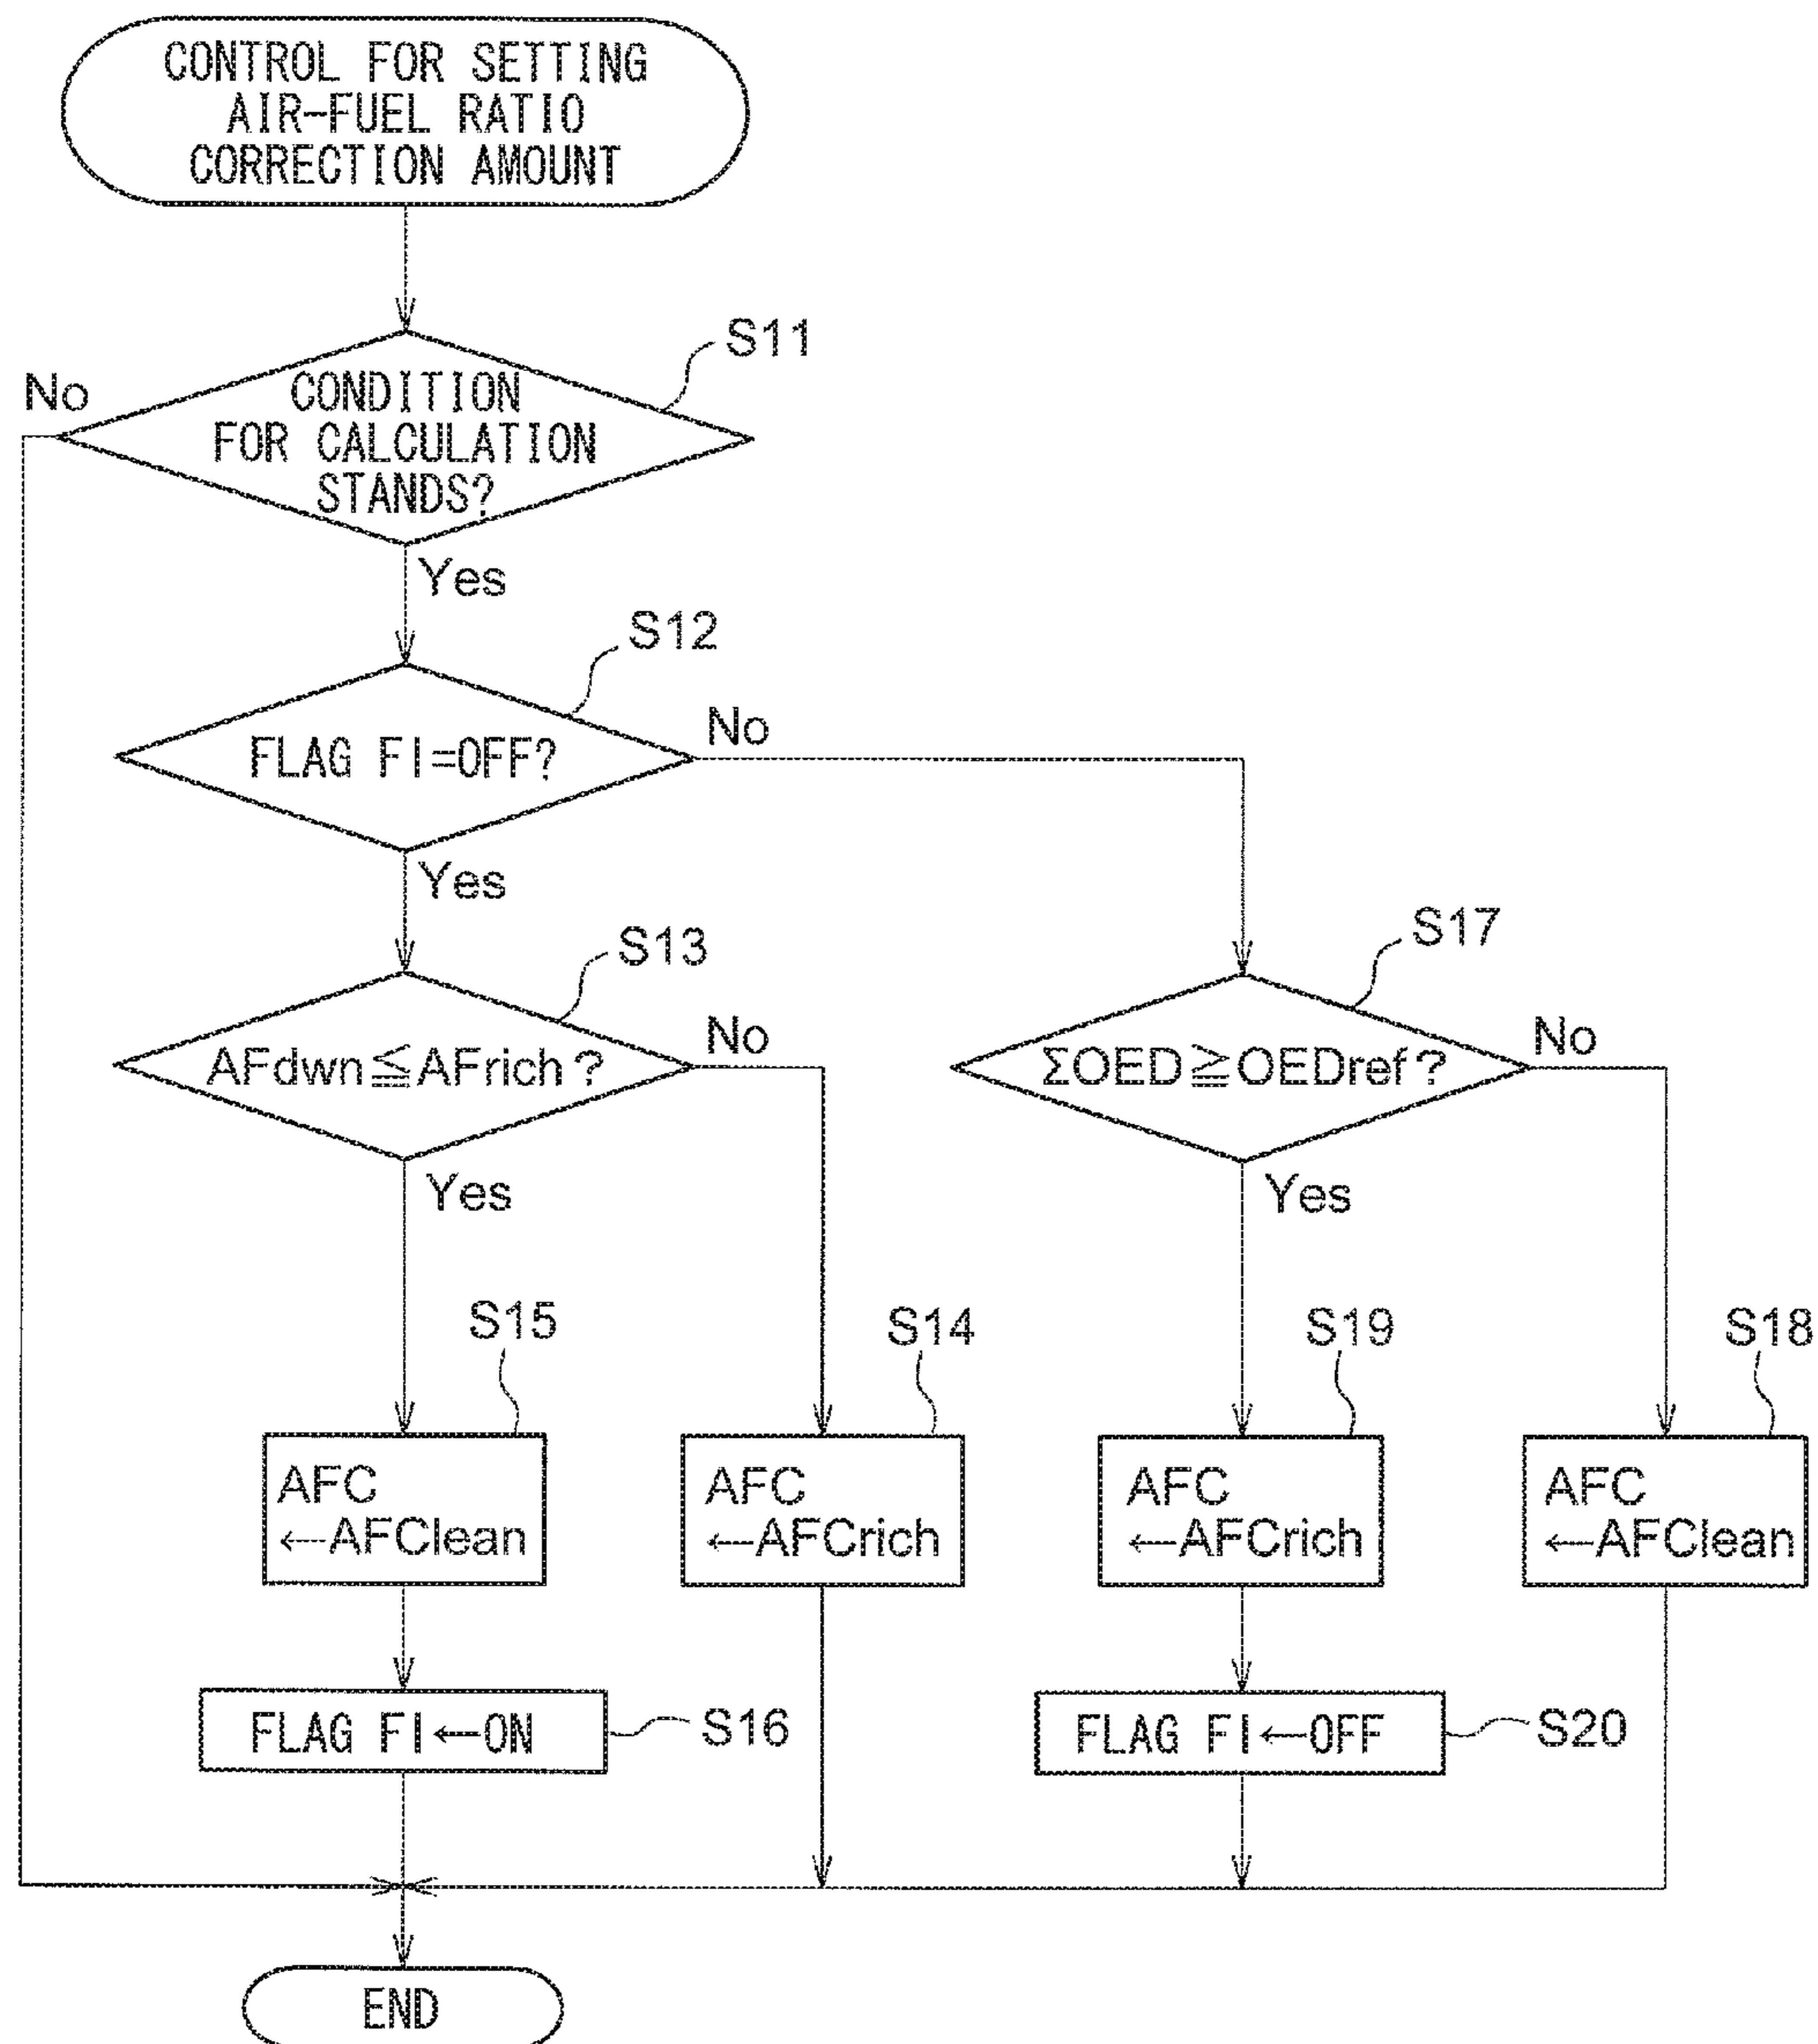 CONTROL FOR SETTING
AIR-FUEL RATIO
CORRECTION AMOUNT
S11
No
CONDITION
FOR CALCULATION
STANDS?
Yes
S12
FLAG FI=OFF?
No
Yes
S13
S17
AFdwn≦AFrich?
No
ΣOED≧OEDref?
No
Yes
Yes
S15
S14
S19
S18
AFC
←AFClean
AFC
←AFCrich
AFC
←AFCrich
AFC
←AFClean
FLAG FI←ON
S16
FLAG FI←OFF
S20
END